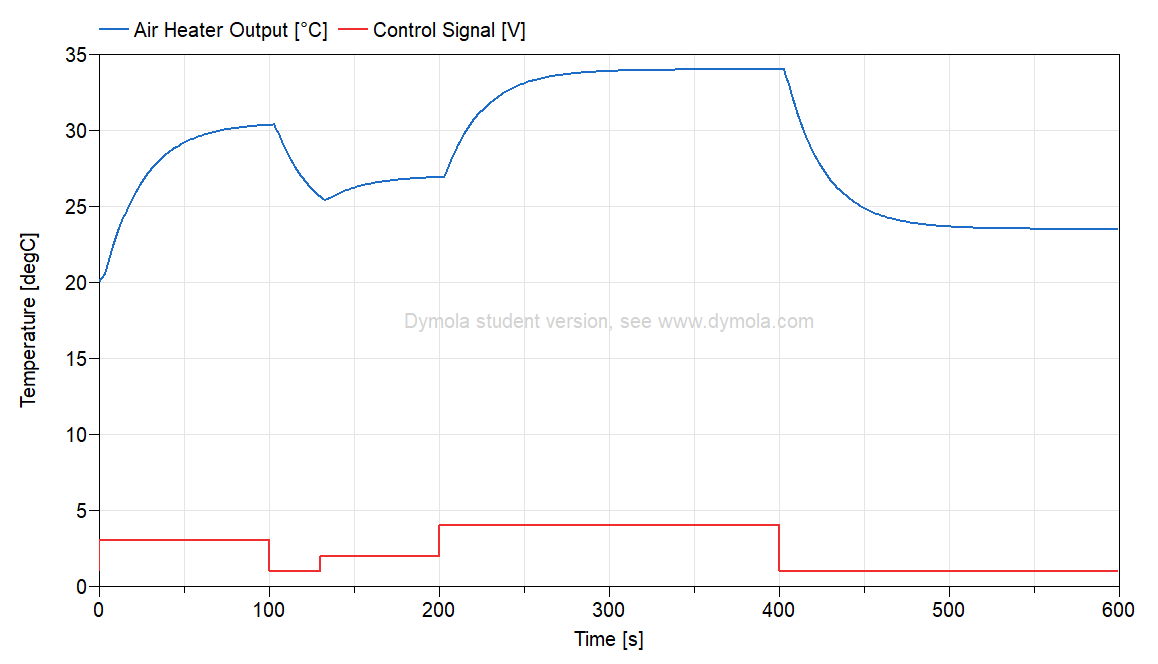 Air Heater Output [°C] Control Signal [V]
35
30
25
20
15
10
5
0
Temperature [degC]
Dymola student version, see www.dymola.com
0 100 200 300 400 500 600
Time [s]